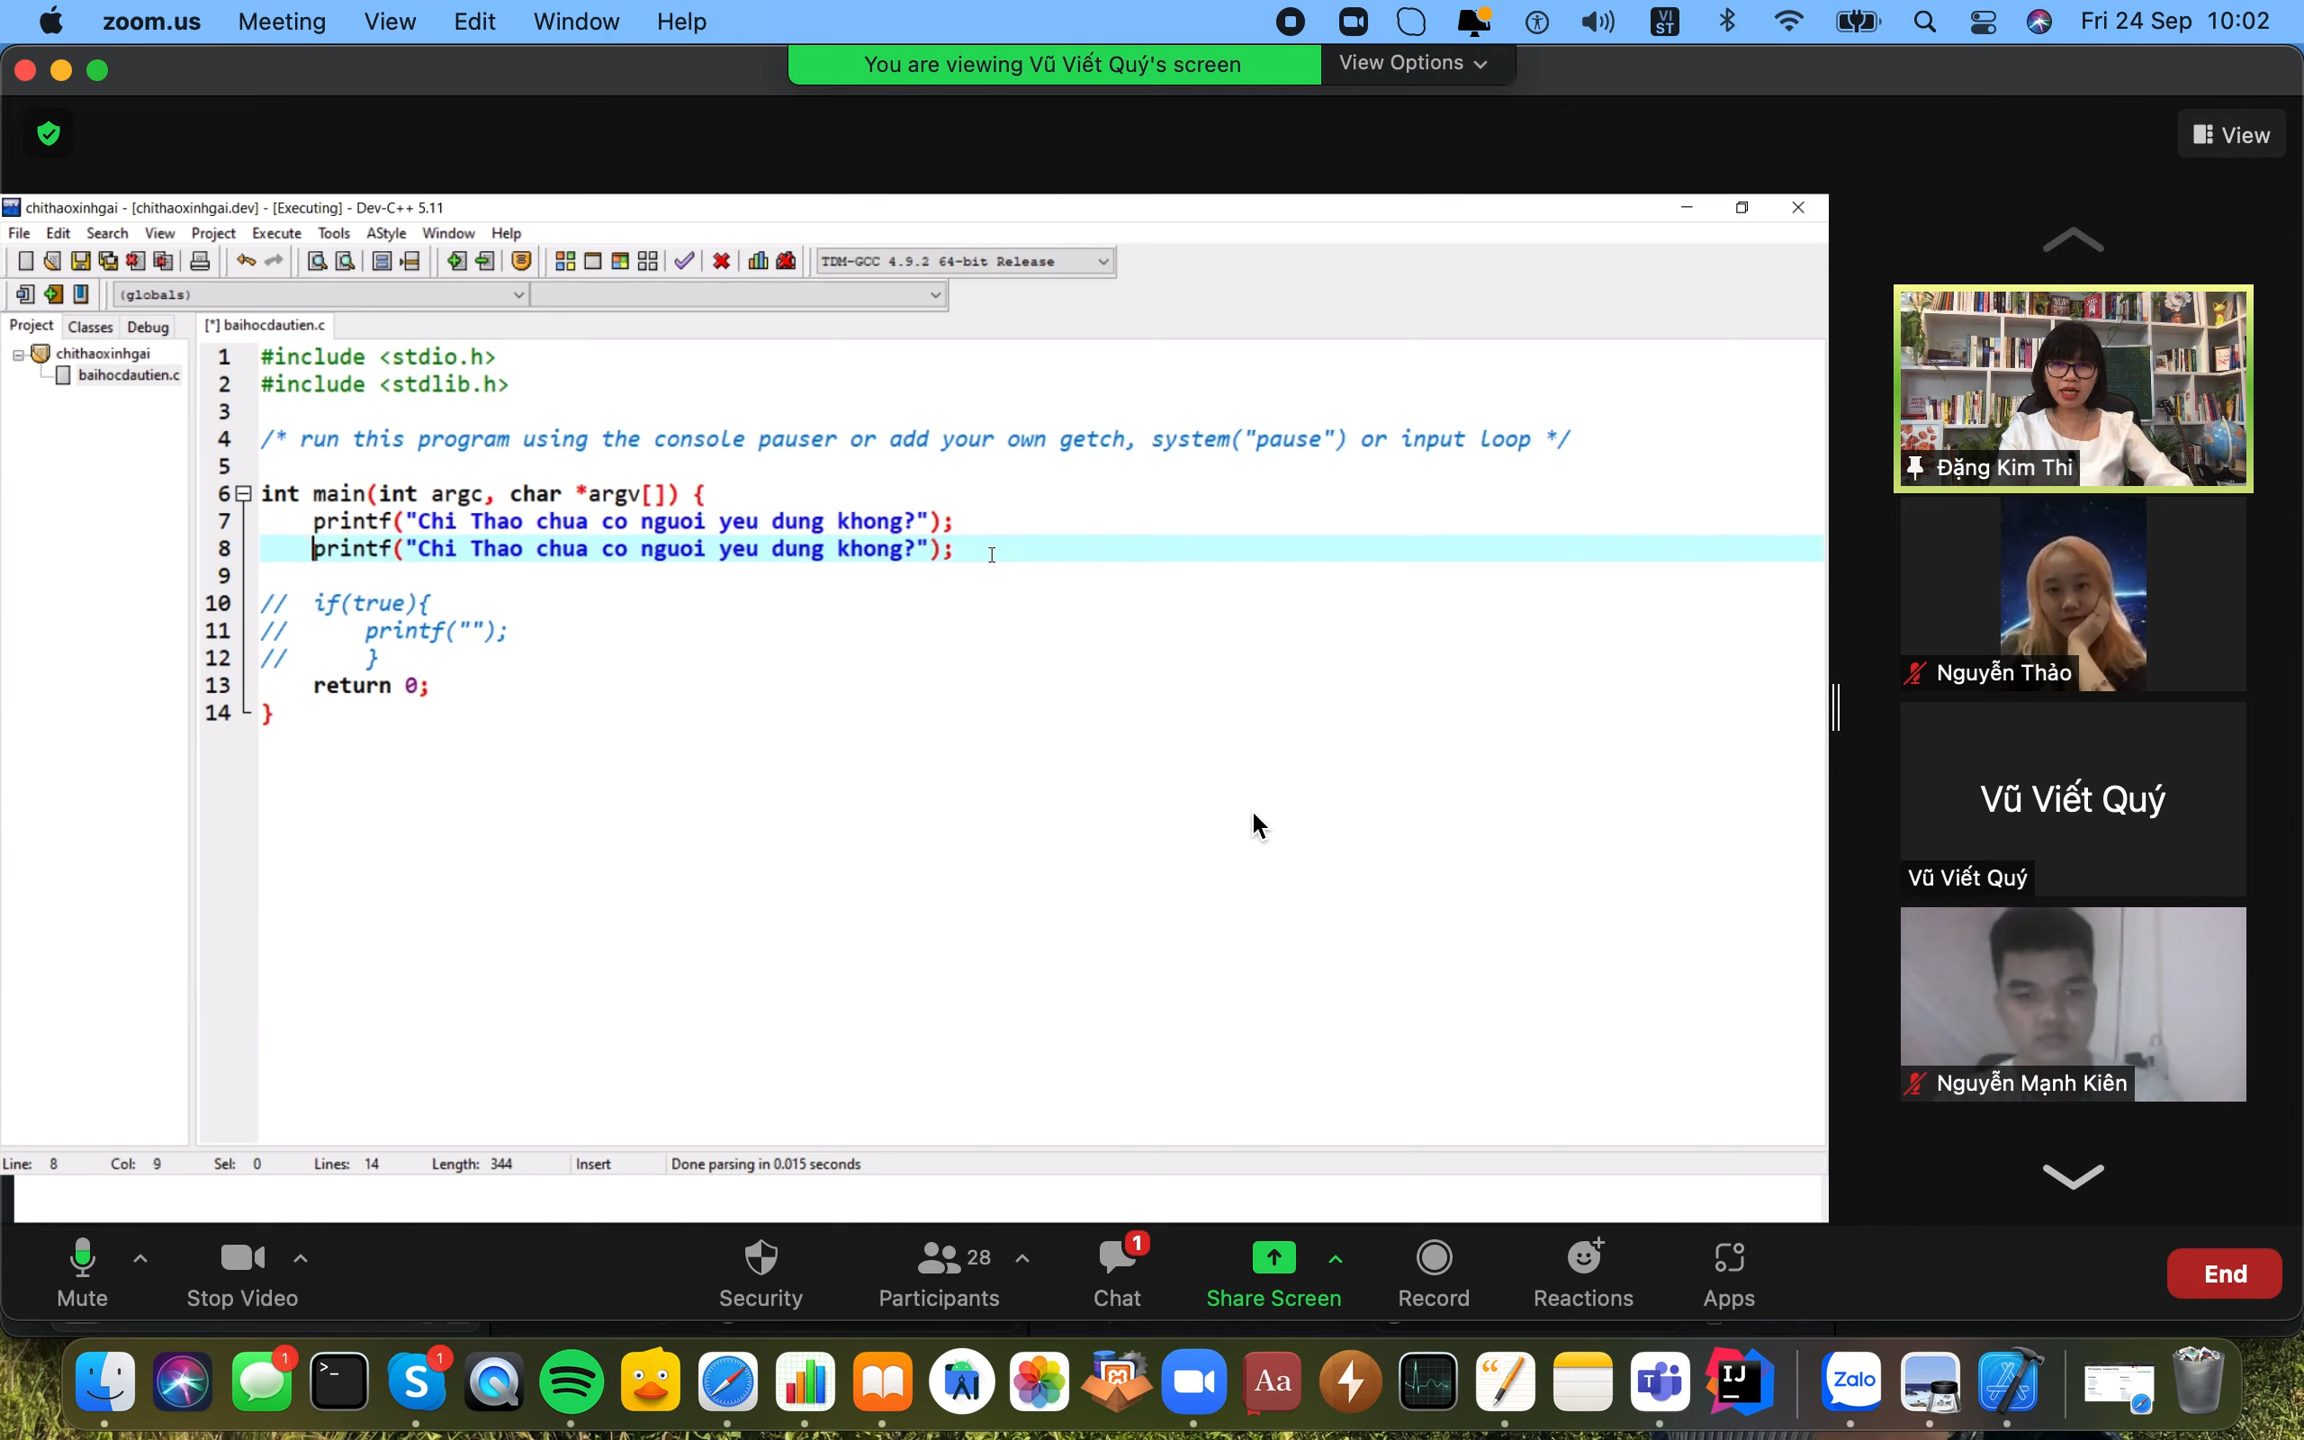 zoom.us Meeting View Edit Window Help VI ST Fri 24 Sep 10:02
You are viewing Vũ Viết Quý's screen View Options
View
DEV chithaoxinhgai - [chithaoxinhgai.dev] - [Executing] - Dev-C++ 5.11
File Edit Search View Project Execute Tools AStyle Window Help
TDM-GCC 4.9.2 64-bit Release
(globals)
Project Classes Debug [*] baihocdautien.c
chithaoxinhgai
baihocdautien.c
1 #include <stdio.h>
2 #include <stdlib.h>
3
4 /* run this program using the console pauser or add your own getch, system("pause") or input loop */
5
6 int main(int argc, char *argv[]) {
7 printf("Chi Thao chua co nguoi yeu dung khong?");
8 printf("Chi Thao chua co nguoi yeu dung khong?");
9
10 // if(true){
11 // printf("");
12 // }
13 return 0;
14 }
Line: 8 Col: 9 Sel: 0 Lines: 14 Length: 344 Insert Done parsing in 0.015 seconds
Đặng Kim Thi
Nguyễn Thảo
Vũ Viết Quý
Vũ Viết Quý
Nguyễn Mạnh Kiên
Mute Stop Video Security Participants 28 Chat 1 Share Screen Record Reactions Apps End
1 >_ S 1 Aa IJ Zalo